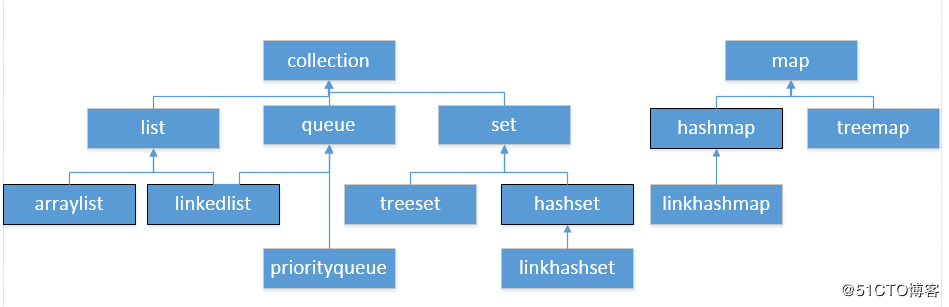 collection
map
list
queue
set
hashmap
treemap
arraylist
linkedlist
treeset
hashset
linkhashmap
priorityqueue
linkhashset
@51CTO博客